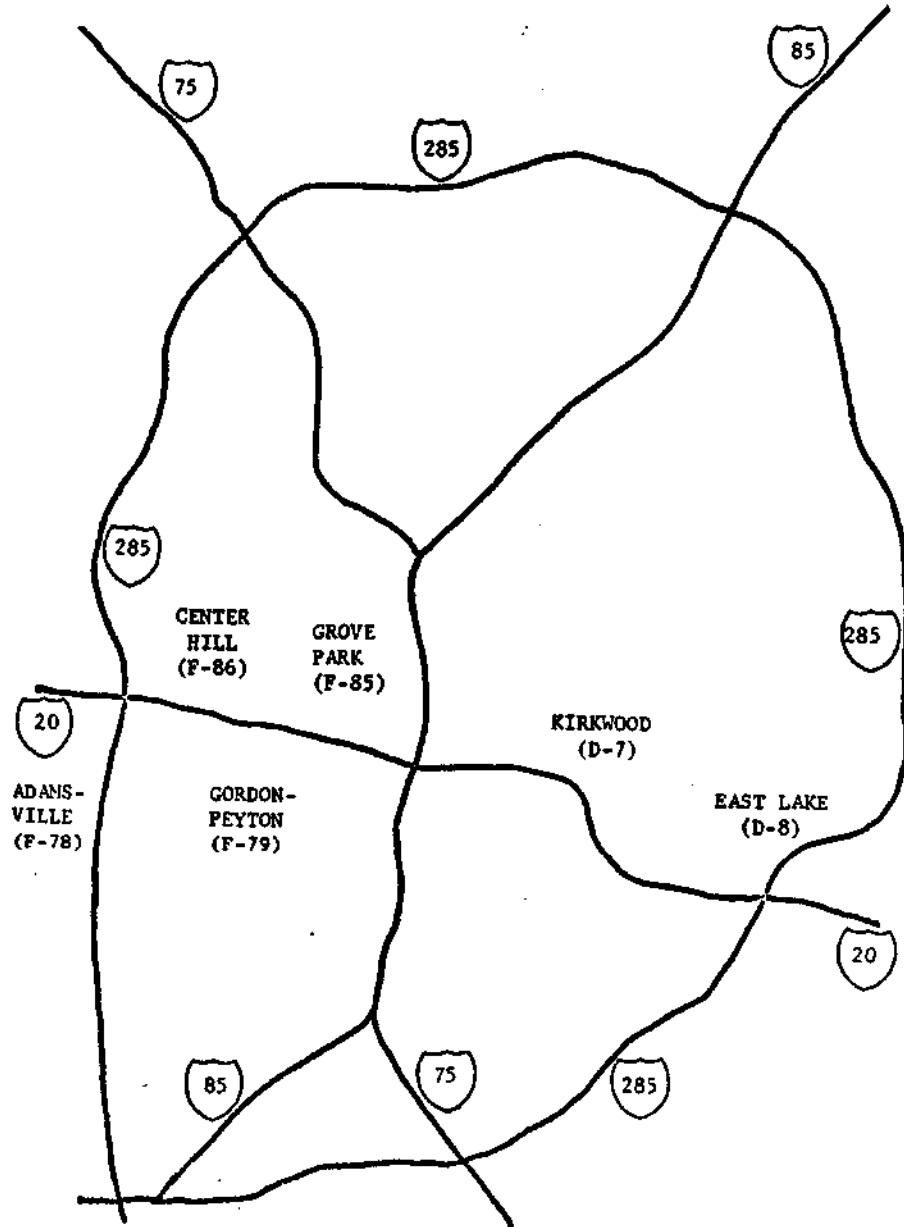 75
85
285
285
CENTER
HILL
(F-86)
GROVE
PARK
(F-85)
285
20
KIRKWOOD
(D-7)
ADAMS-
VILLE
(F-78)
GORDON-
PEYTON
(F-79)
EAST LAKE
(D-8)
20
85
75
285